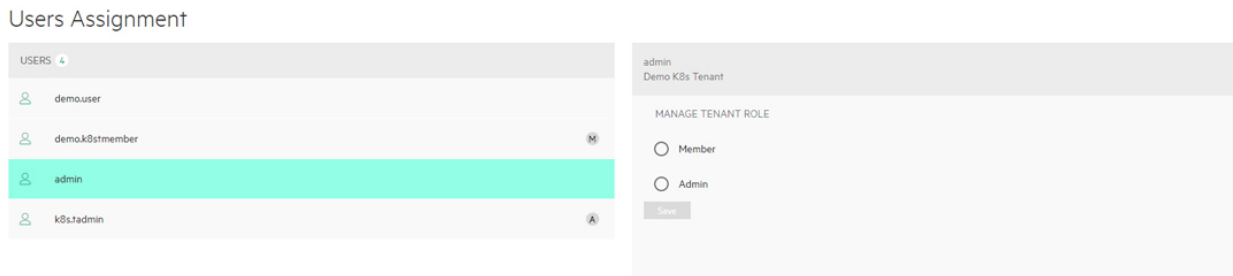 Users Assignment
USERS 4
demo.user
demo.k8stmember M
admin
k8s.tadmin A
admin
Demo K8s Tenant
MANAGE TENANT ROLE
Member
Admin
Save